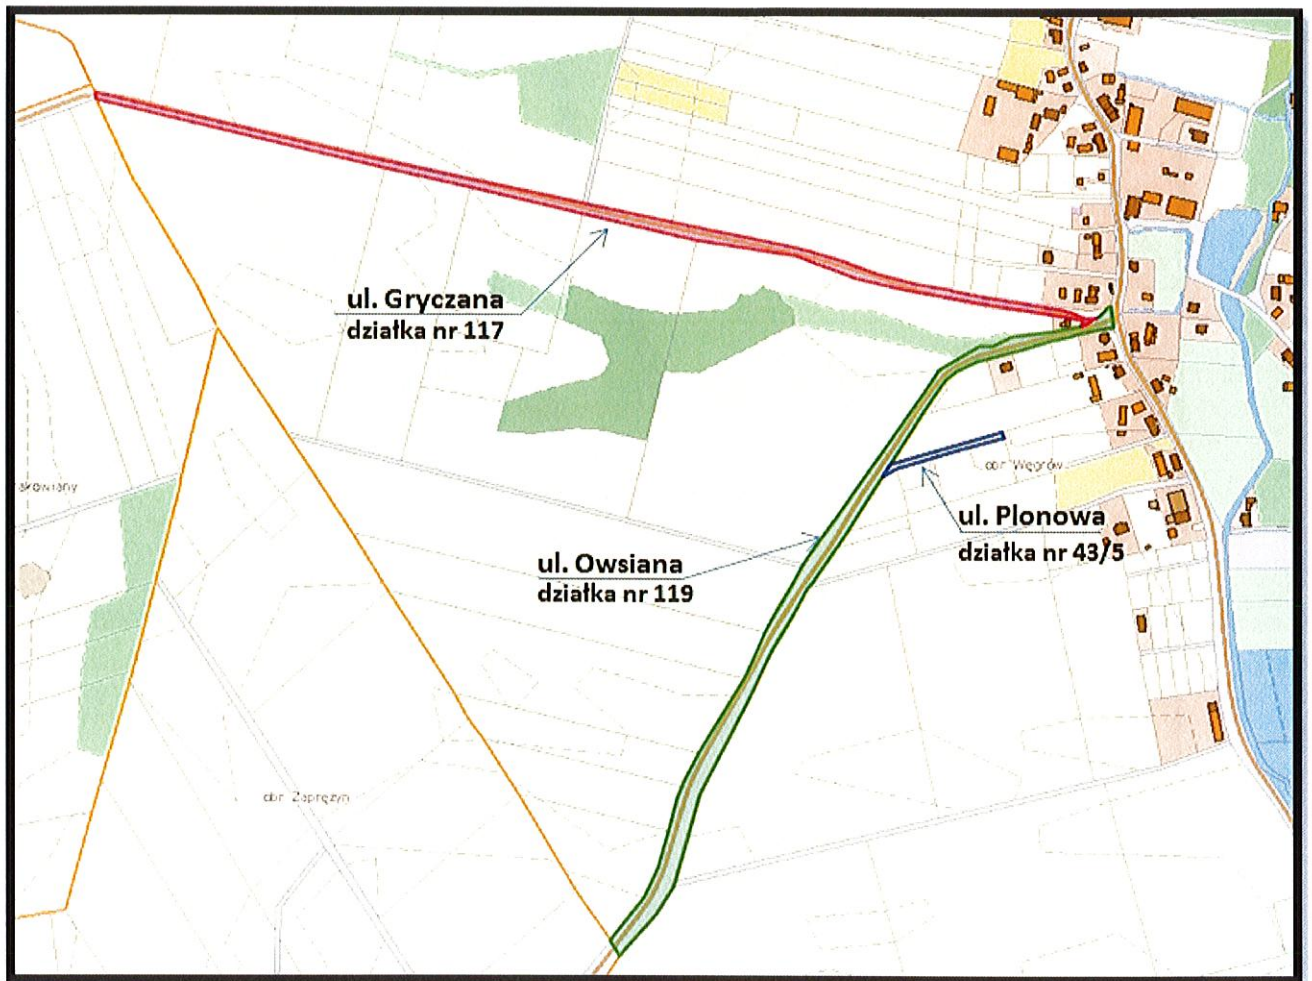 ul. Gryczana
działka nr 117
obr. Węgrów
ul. Plonowa
działka nr 43/5
ul. Owsiana
działka nr 119
obr. Zaprężyn